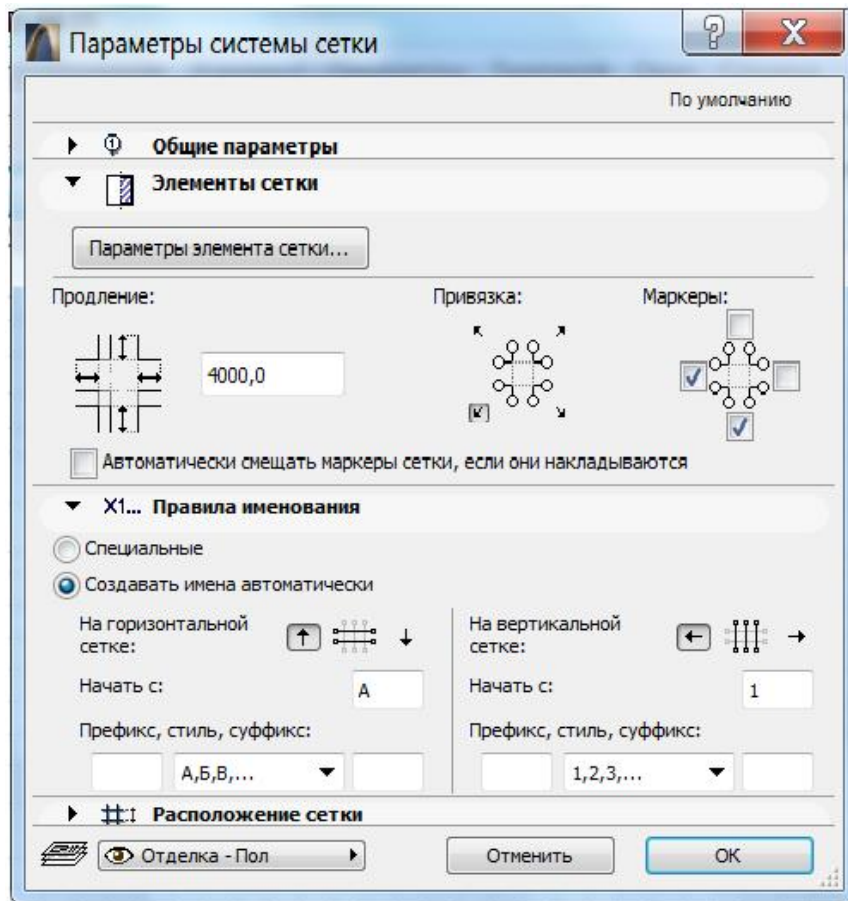 Параметры системы сетки
По умолчанию
Общие параметры
Элементы сетки
Параметры элемента сетки...
Продление: Привязка: Маркеры:
4000,0
Автоматически смещать маркеры сетки, если они накладываются
X1... Правила именования
Специальные
Создавать имена автоматически
На горизонтальной сетке:
На вертикальной сетке:
Начать с: А
Начать с: 1
Префикс, стиль, суффикс:
Префикс, стиль, суффикс:
А,Б,В,...
1,2,3,...
Расположение сетки
Отделка - Пол
Отменить
ОК